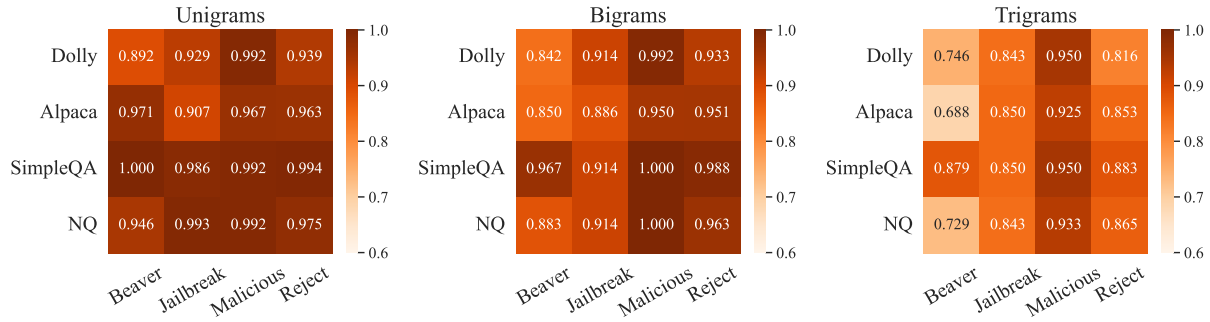 Unigrams
Dolly 0.892 0.929 0.992 0.939
Alpaca 0.971 0.907 0.967 0.963
SimpleQA 1.000 0.986 0.992 0.994
NQ 0.946 0.993 0.992 0.975
Beaver Jailbreak Malicious Reject
1.0
0.9
0.8
0.7
0.6
Bigrams
Dolly 0.842 0.914 0.992 0.933
Alpaca 0.850 0.886 0.950 0.951
SimpleQA 0.967 0.914 1.000 0.988
NQ 0.883 0.914 1.000 0.963
Beaver Jailbreak Malicious Reject
1.0
0.9
0.8
0.7
0.6
Trigrams
Dolly 0.746 0.843 0.950 0.816
Alpaca 0.688 0.850 0.925 0.853
SimpleQA 0.879 0.850 0.950 0.883
NQ 0.729 0.843 0.933 0.865
Beaver Jailbreak Malicious Reject
1.0
0.9
0.8
0.7
0.6